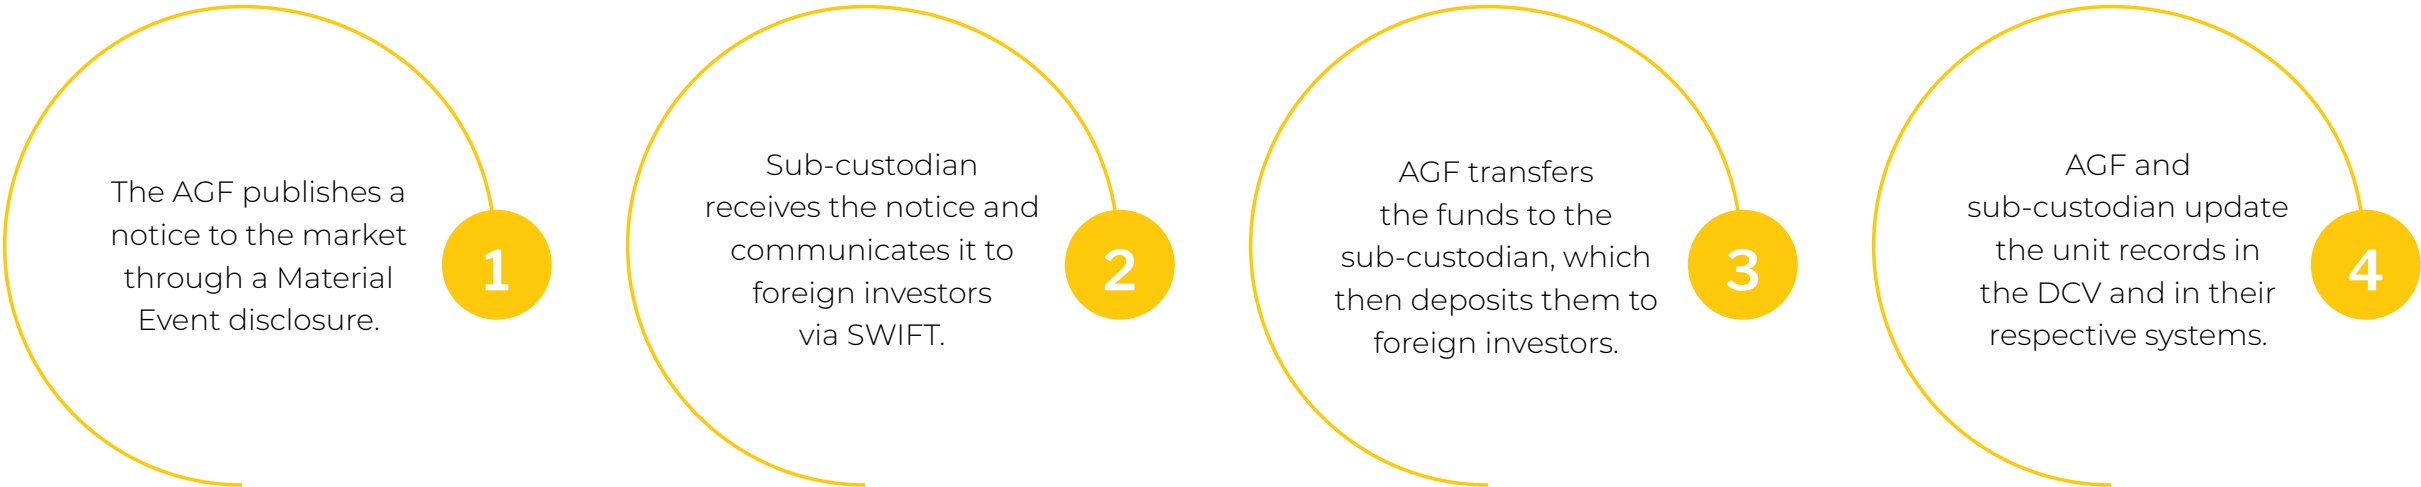 The AGF publishes a
notice to the market
through a Material
Event disclosure.
1
Sub-custodian
receives the notice and
communicates it to
foreign investors
via SWIFT.
2
AGF transfers
the funds to the
sub-custodian, which
then deposits them to
foreign investors.
3
AGF and
sub-custodian update
the unit records in
the DCV and in their
respective systems.
4